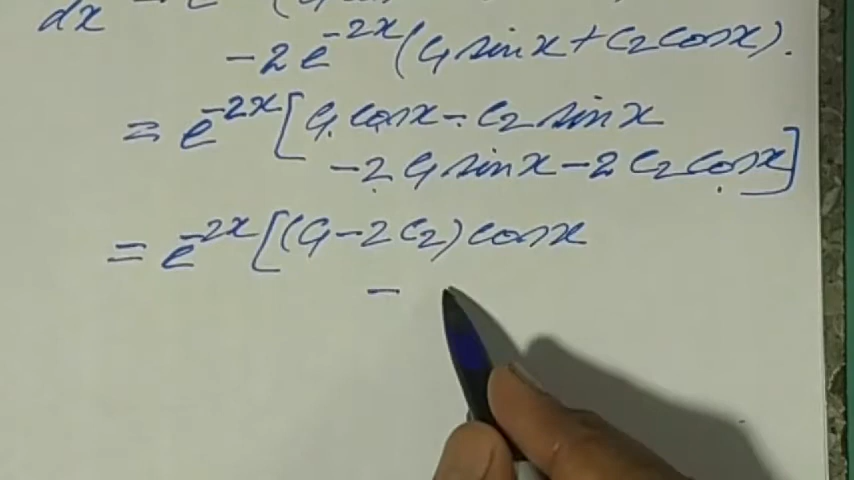 dx
-2e^{-2x}(c₁sinx+c₂cosx).
= e^{-2x}[c₁cosx-c₂sinx
-2c₁sinx-2c₂cosx]
= e^{-2x}[(c₁-2c₂)cosx
-